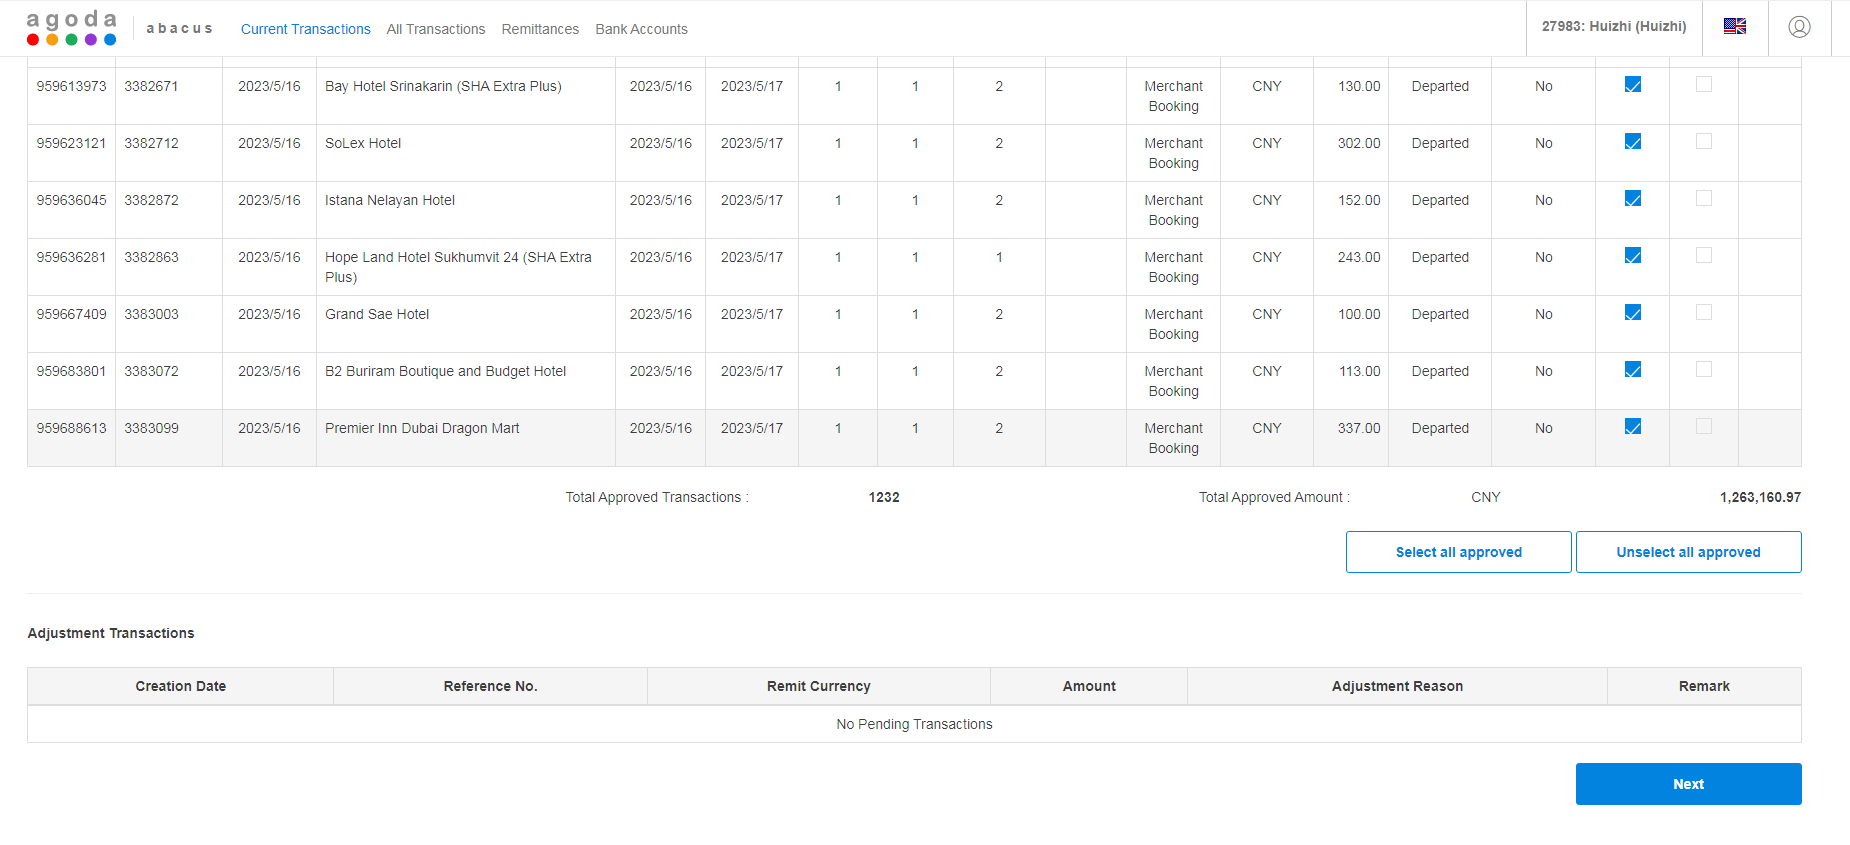 agoda abacus Current Transactions All Transactions Remittances Bank Accounts 27983: Huizhi (Huizhi)
959613973 3382671 2023/5/16 Bay Hotel Srinakarin (SHA Extra Plus) 2023/5/16 2023/5/17 1 1 2 Merchant CNY 130.00 Departed No
Booking
959623121 3382712 2023/5/16 SoLex Hotel 2023/5/16 2023/5/17 1 1 2 Merchant CNY 302.00 Departed No
Booking
959636045 3382872 2023/5/16 Istana Nelayan Hotel 2023/5/16 2023/5/17 1 1 2 Merchant CNY 152.00 Departed No
Booking
959636281 3382863 2023/5/16 Hope Land Hotel Sukhumvit 24 (SHA Extra 2023/5/16 2023/5/17 1 1 1 Merchant CNY 243.00 Departed No
Plus) Booking
959667409 3383003 2023/5/16 Grand Sae Hotel 2023/5/16 2023/5/17 1 1 2 Merchant CNY 100.00 Departed No
Booking
959683801 3383072 2023/5/16 B2 Buriram Boutique and Budget Hotel 2023/5/16 2023/5/17 1 1 2 Merchant CNY 113.00 Departed No
Booking
959688613 3383099 2023/5/16 Premier Inn Dubai Dragon Mart 2023/5/16 2023/5/17 1 1 2 Merchant CNY 337.00 Departed No
Booking
Total Approved Transactions : 1232 Total Approved Amount : CNY 1,263,160.97
Select all approved Unselect all approved
Adjustment Transactions
Creation Date Reference No. Remit Currency Amount Adjustment Reason Remark
No Pending Transactions
Next